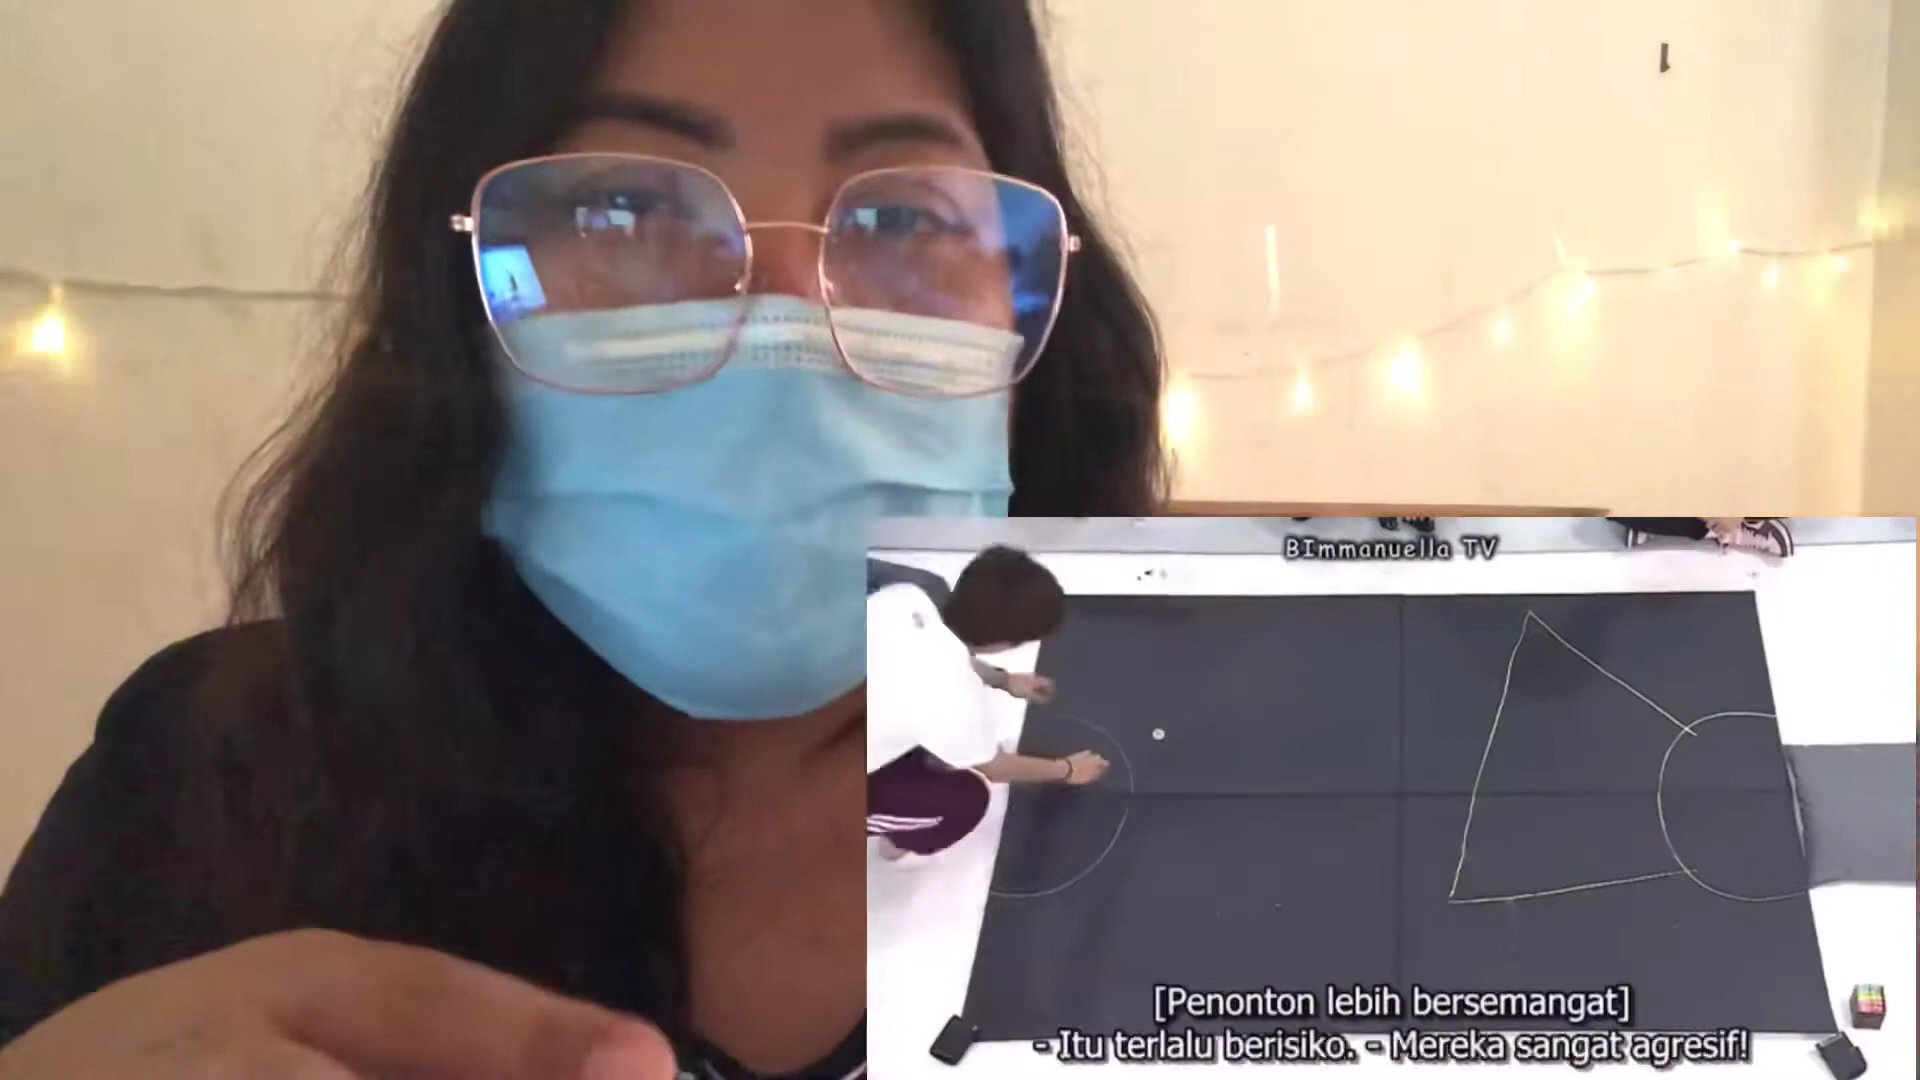 BImmanuella TV
[Penonton lebih bersemangat]
- Itu terlalu berisiko. - Mereka sangat agresif!